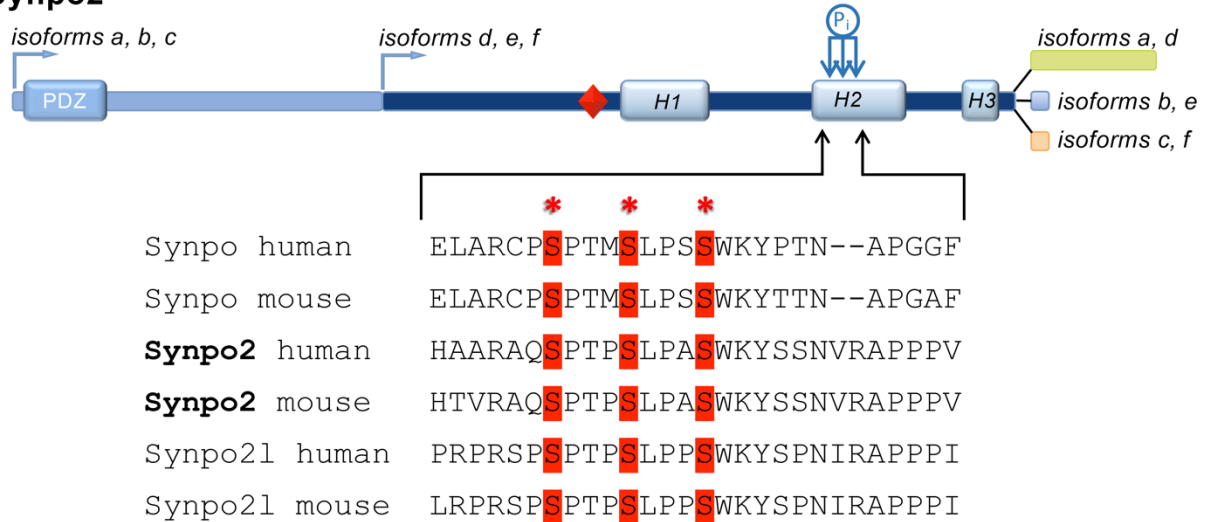 Synpo2
isoforms a, b, c
isoforms d, e, f
Pi
isoforms a, d
PDZ
H1
H2
H3
isoforms b, e
isoforms c, f
* * *
Synpo human ELARCPSPTMSLPSSWKYPTN--APGGF
Synpo mouse ELARCPSPTMSLPSSWKYTTN--APGAF
Synpo2 human HAARAQSPTPSLPASWKYSSNVRAPPPV
Synpo2 mouse HTVRAQSPTPSLPASWKYSSNVRAPPPV
Synpo2l human PRPRSPSPTPSLPPSWKYSPNIRAPPPI
Synpo2l mouse LRPRSPSPTPSLPPSWKYSPNIRAPPPI